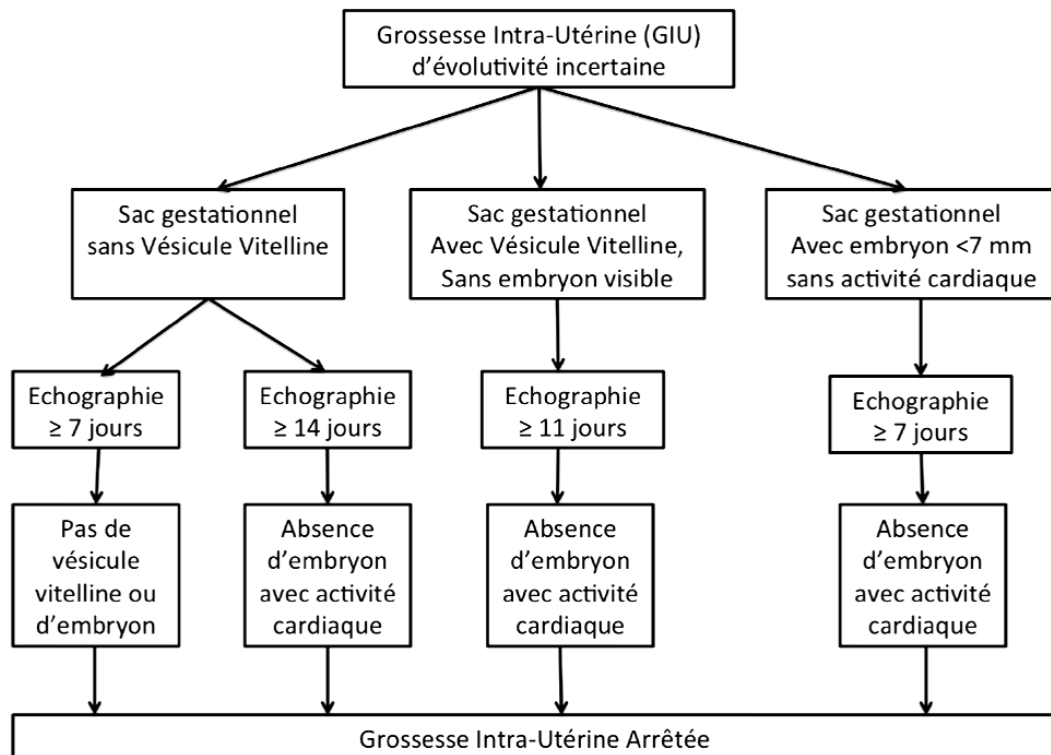 Grossesse Intra-Utérine (GIU)
d'évolutivité incertaine
Sac gestationnel
sans Vésicule Vitelline
Sac gestationnel
Avec Vésicule Vitelline,
Sans embryon visible
Sac gestationnel
Avec embryon <7 mm
sans activité cardiaque
Echographie
≥ 7 jours
Echographie
≥ 14 jours
Echographie
≥ 11 jours
Echographie
≥ 7 jours
Pas de
vésicule
vitelline ou
d'embryon
Absence
d'embryon
avec activité
cardiaque
Absence
d'embryon
avec activité
cardiaque
Absence
d'embryon
avec activité
cardiaque
Grossesse Intra-Utérine Arrêtée